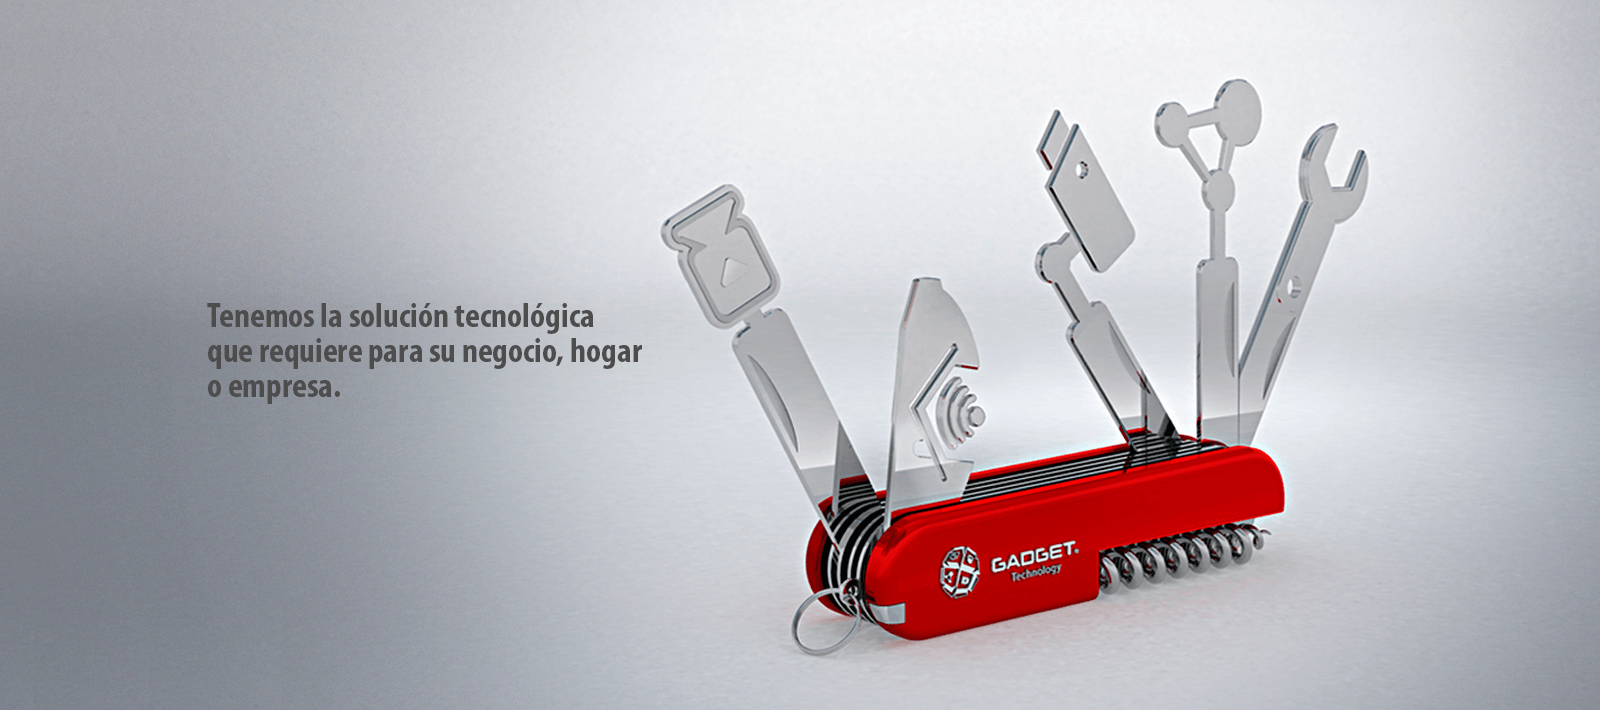 Tenemos la solución tecnológica
que requiere para su negocio, hogar
o empresa.
GADGET®
Technology